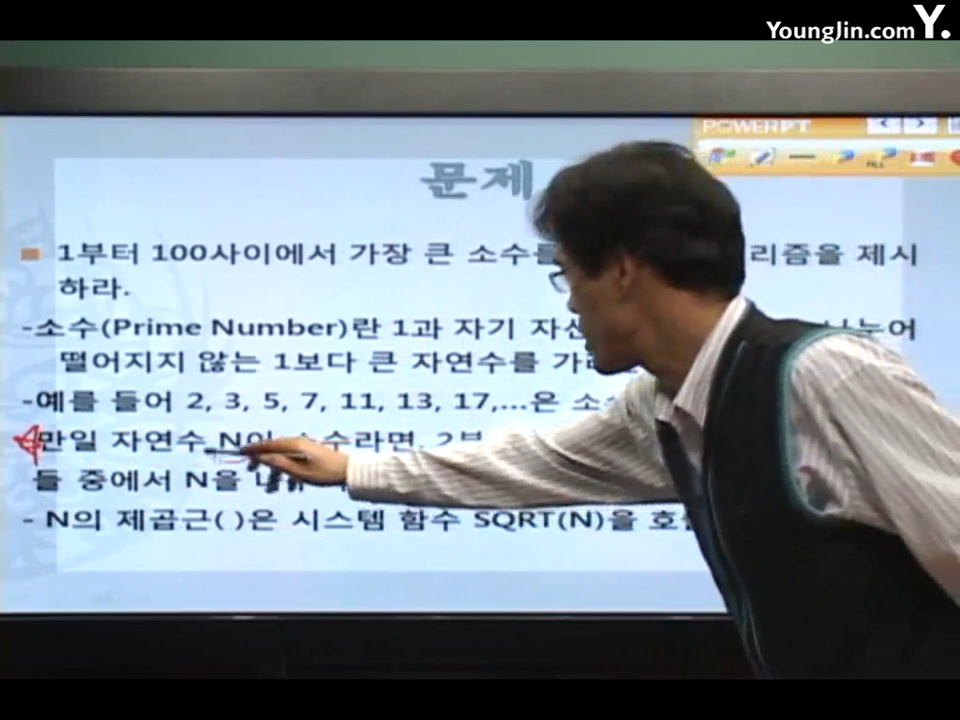 YoungJin.com Y.
POWERPT
문제
1부터 100사이에서 가장 큰 소수를 리즘을 제시
하라.
-소수(Prime Number)란 1과 자기 자신 나누어
떨어지지 않는 1보다 큰 자연수를
-예를 들어 2, 3, 5, 7, 11, 13, 17,...은
만일 자연수 N이 소수라면, 2부
들 중에서 N을
- N의 제곱근( )은 시스템 함수 SQRT(N)을